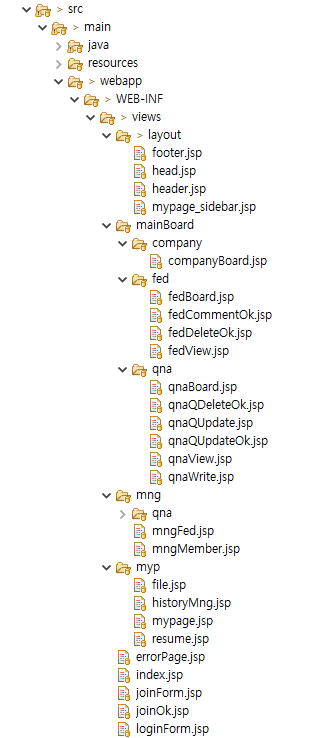 > src
> main
java
resources
> webapp
> WEB-INF
> views
> layout
footer.jsp
head.jsp
header.jsp
mypage_sidebar.jsp
mainBoard
company
companyBoard.jsp
fed
fedBoard.jsp
fedCommentOk.jsp
fedDeleteOk.jsp
fedView.jsp
qna
qnaBoard.jsp
qnaQDeleteOk.jsp
qnaQUpdate.jsp
qnaQUpdateOk.jsp
qnaView.jsp
qnaWrite.jsp
mng
qna
mngFed.jsp
mngMember.jsp
myp
file.jsp
historyMng.jsp
mypage.jsp
resume.jsp
errorPage.jsp
index.jsp
joinForm.jsp
joinOk.jsp
loginForm.jsp